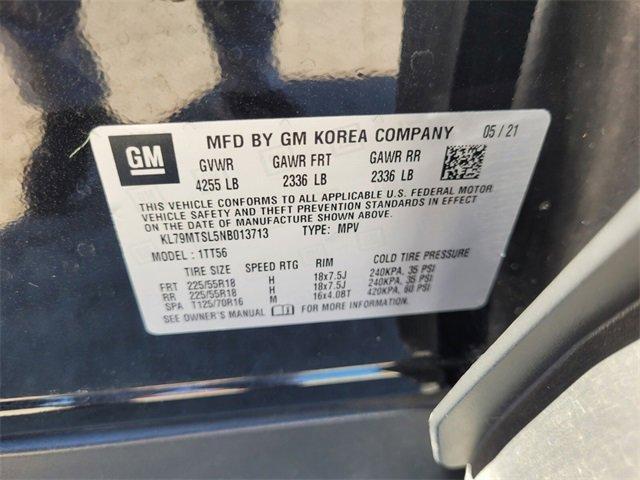 GM
MFD BY GM KOREA COMPANY 05 / 21
GVWR GAWR FRT GAWR RR
4255 LB 2336 LB 2336 LB
THIS VEHICLE CONFORMS TO ALL APPLICABLE U.S. FEDERAL MOTOR
VEHICLE SAFETY AND THEFT PREVENTION STANDARDS IN EFFECT
ON THE DATE OF MANUFACTURE SHOWN ABOVE.
KL79MTSL5NB013713 TYPE: MPV
MODEL: 1TT56
TIRE SIZE SPEED RTG RIM COLD TIRE PRESSURE
FRT 225/55R18 H 18x7.5J 240KPA, 35 PSI
RR 225/55R18 H 18x7.5J 240KPA, 35 PSI
SPA T125/70R16 M 16x4.0BT 420KPA, 60 PSI
SEE OWNER'S MANUAL FOR MORE INFORMATION.